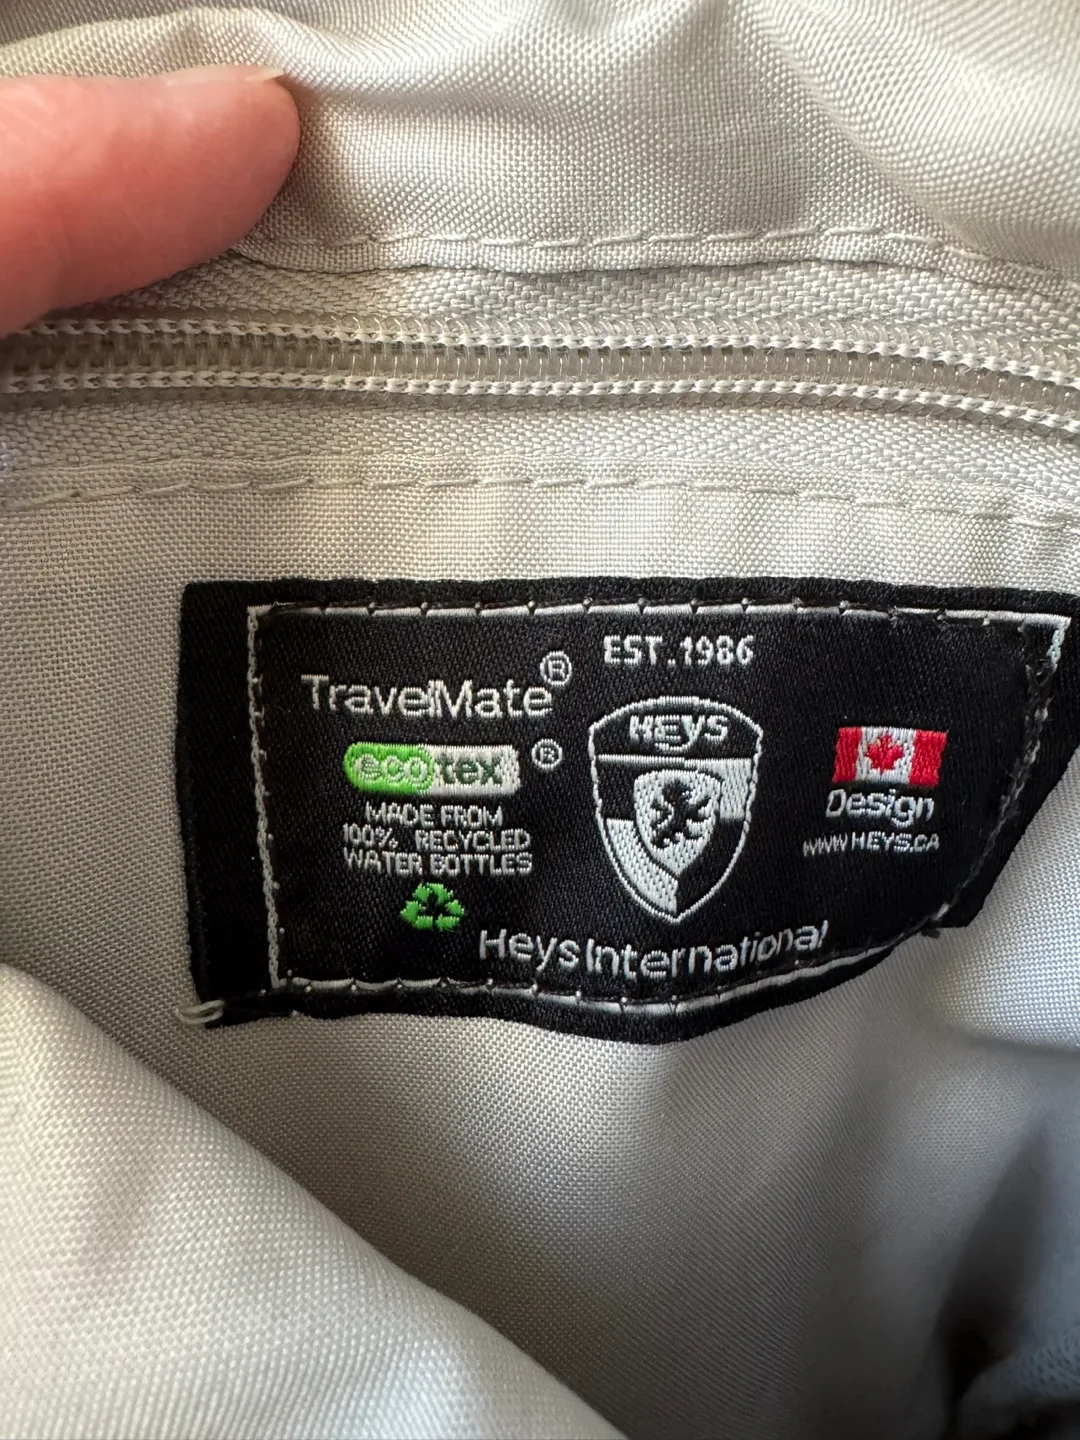 EST.1986
TravelMate®
ecotex®
MADE FROM
100% RECYCLED
WATER BOTTLES
HEYS
Design
WWW.HEYS.CA
Heys International